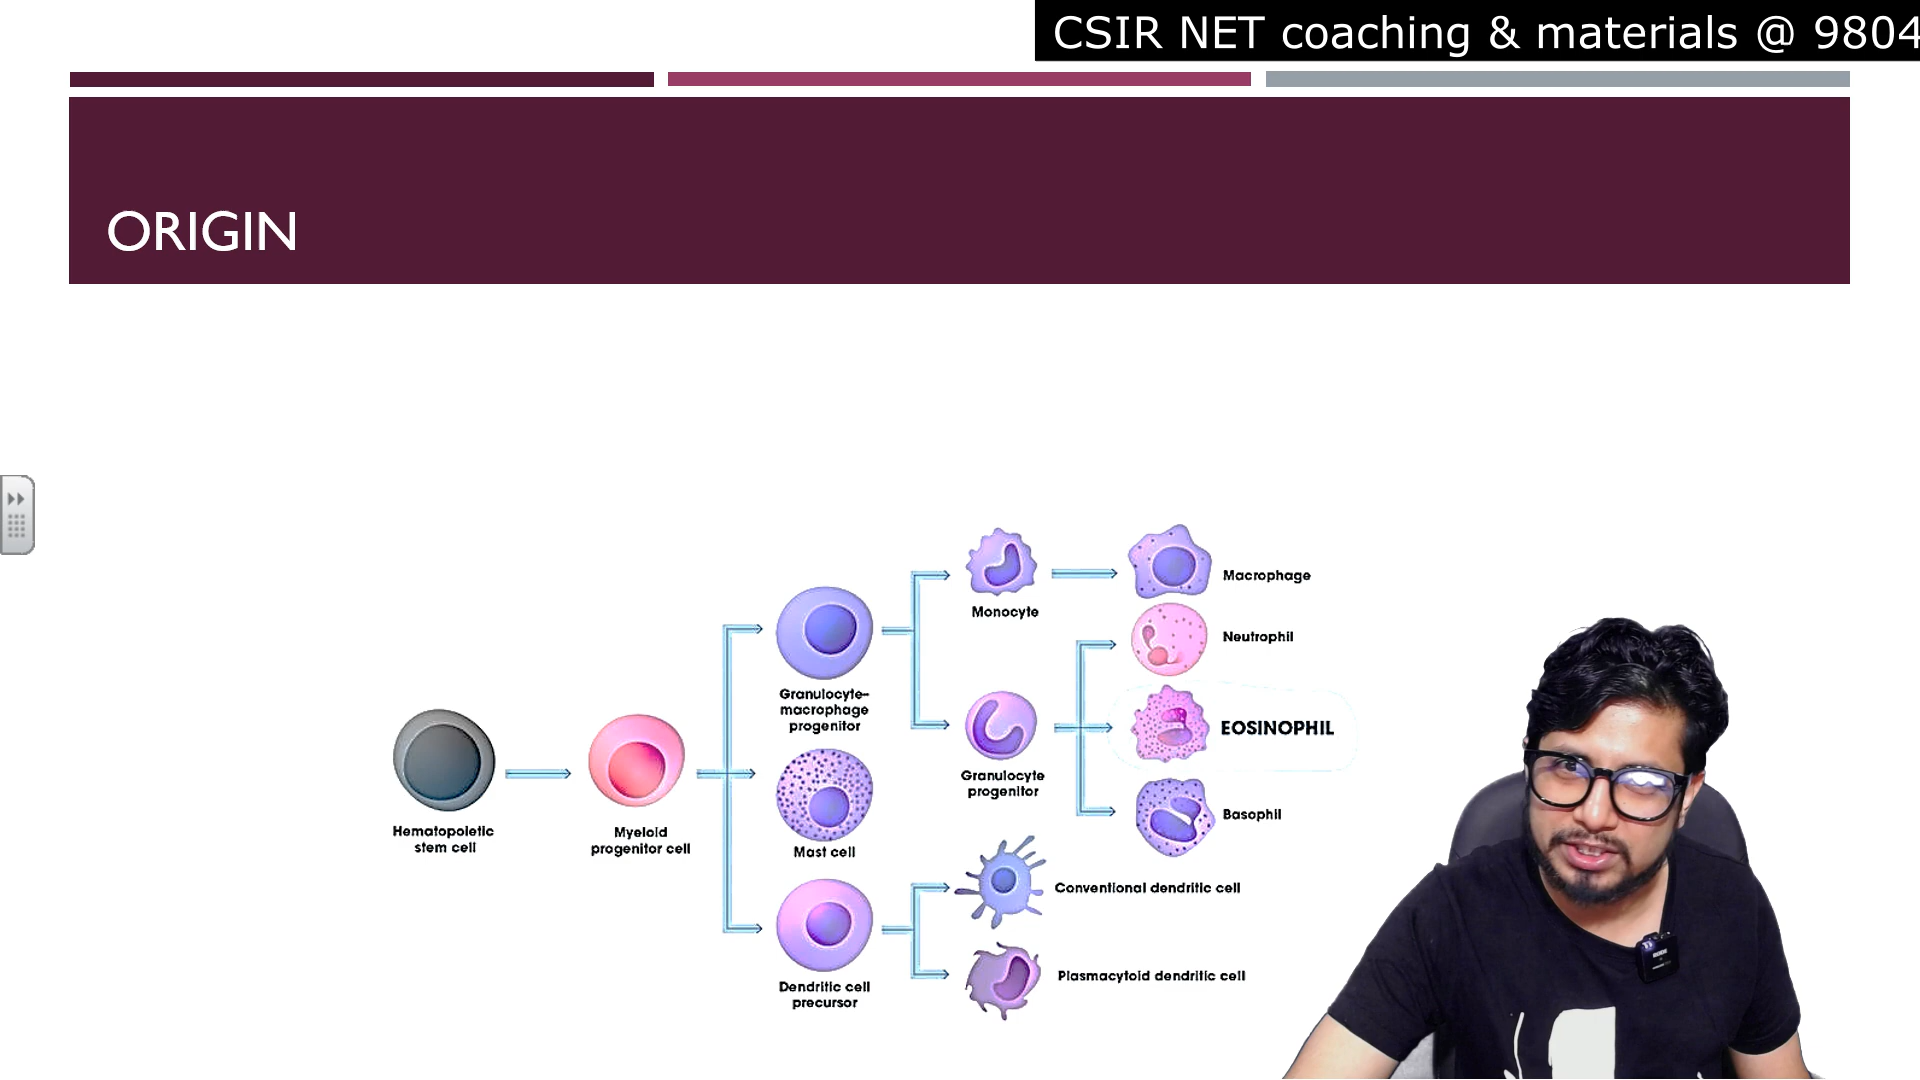 CSIR NET coaching & materials @ 9804
ORIGIN
Macrophage
Monocyte
Neutrophil
Granulocyte-
macrophage
progenitor
EOSINOPHIL
Granulocyte
progenitor
Basophil
Hematopoietic
stem cell
Myeloid
progenitor cell
Mast cell
Conventional dendritic cell
Plasmacytoid dendritic cell
Dendritic cell
precursor